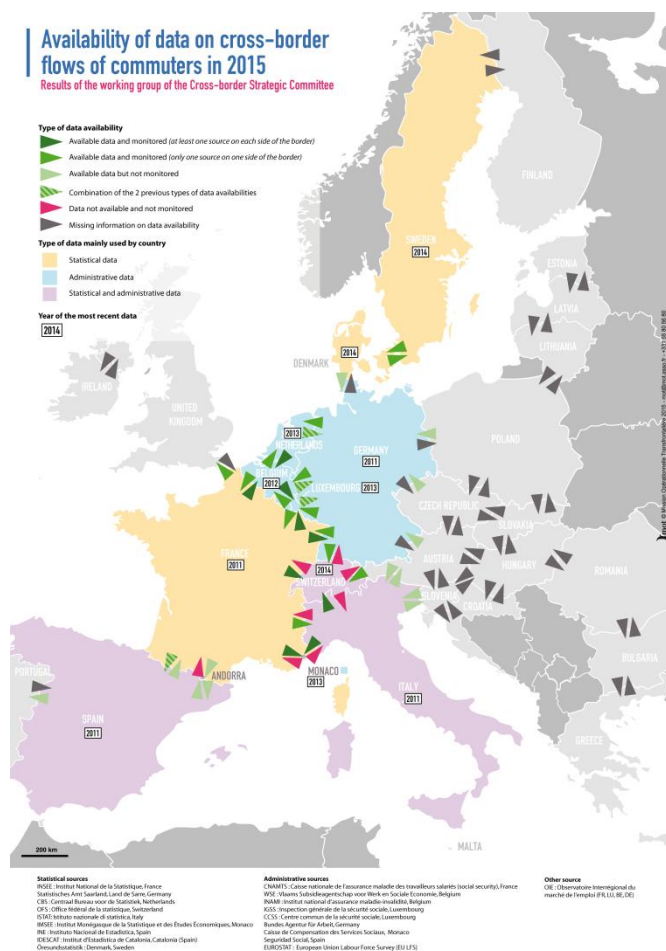 Availability of data on cross-border
flows of commuters in 2015
Results of the working group of the Cross-border Strategic Committee
Type of data availability
Available data and monitored (at least one source on each side of the border)
Available data and monitored (only one source on one side of the border)
Available data but not monitored
Combination of the 2 previous types of data availabilities
Data not available and not monitored
Missing information on data availability
Type of data mainly used by country
Statistical data
Administrative data
Statistical and administrative data
Year of the most recent data
2014
FINLAND
SWEDEN
2014
ESTONIA
LATVIA
LITHUANIA
DENMARK
2014
IRELAND
UNITED
KINGDOM
2013
NETHERLANDS
GERMANY
2011
POLAND
BELGIUM
2012
LUXEMBOURG
2013
CZECH REPUBLIC
SLOVAKIA
FRANCE
2011
2014
SWITZERLAND
AUSTRIA
HUNGARY
ROMANIA
SLOVENIA
CROATIA
PORTUGAL
ANDORRA
MONACO
2013
ITALY
2011
BULGARIA
SPAIN
2011
GREECE
MALTA
200 km
Statistical sources
INSEE : Institut National de la Statistique, France
Statistisches Amt Saarland, Land de Sarre, Germany
CBS : Centraal Bureau voor de Statistiek, Netherlands
OFS : Office fédéral de la statistique, Switzerland
ISTAT: Istituto nazionale di statistica, Italy
IMSEE : Institut Monégasque de la Statistique et des Études Économiques, Monaco
INE : Instituto Nacional de Estadística, Spain
IDESCAT : Institut d'Estadística de Catalonia, Catalonia (Spain)
Öresundsstatistik : Denmark, Sweden
Administrative sources
CNAMTS : Caisse nationale de l'assurance maladie des travailleurs salariés (social security), France
WSE : Vlaams Subsidieagentschap voor Werk en Sociale Economie, Belgium
INAMI : Institut national d'assurance maladie-invalidité, Belgium
IGSS : Inspection générale de la sécurité sociale, Luxembourg
CCSS : Centre commun de la sécurité sociale, Luxembourg
Bundes Agentur für Arbeit, Germany
Caisse de Compensation des Services Sociaux, Monaco
Seguridad Social, Spain
EUROSTAT : European Union Labour Force Survey (EU LFS)
Other source
OIE : Observatoire Interrégional du
marché de l'emploi (FR, LU, BE, DE)